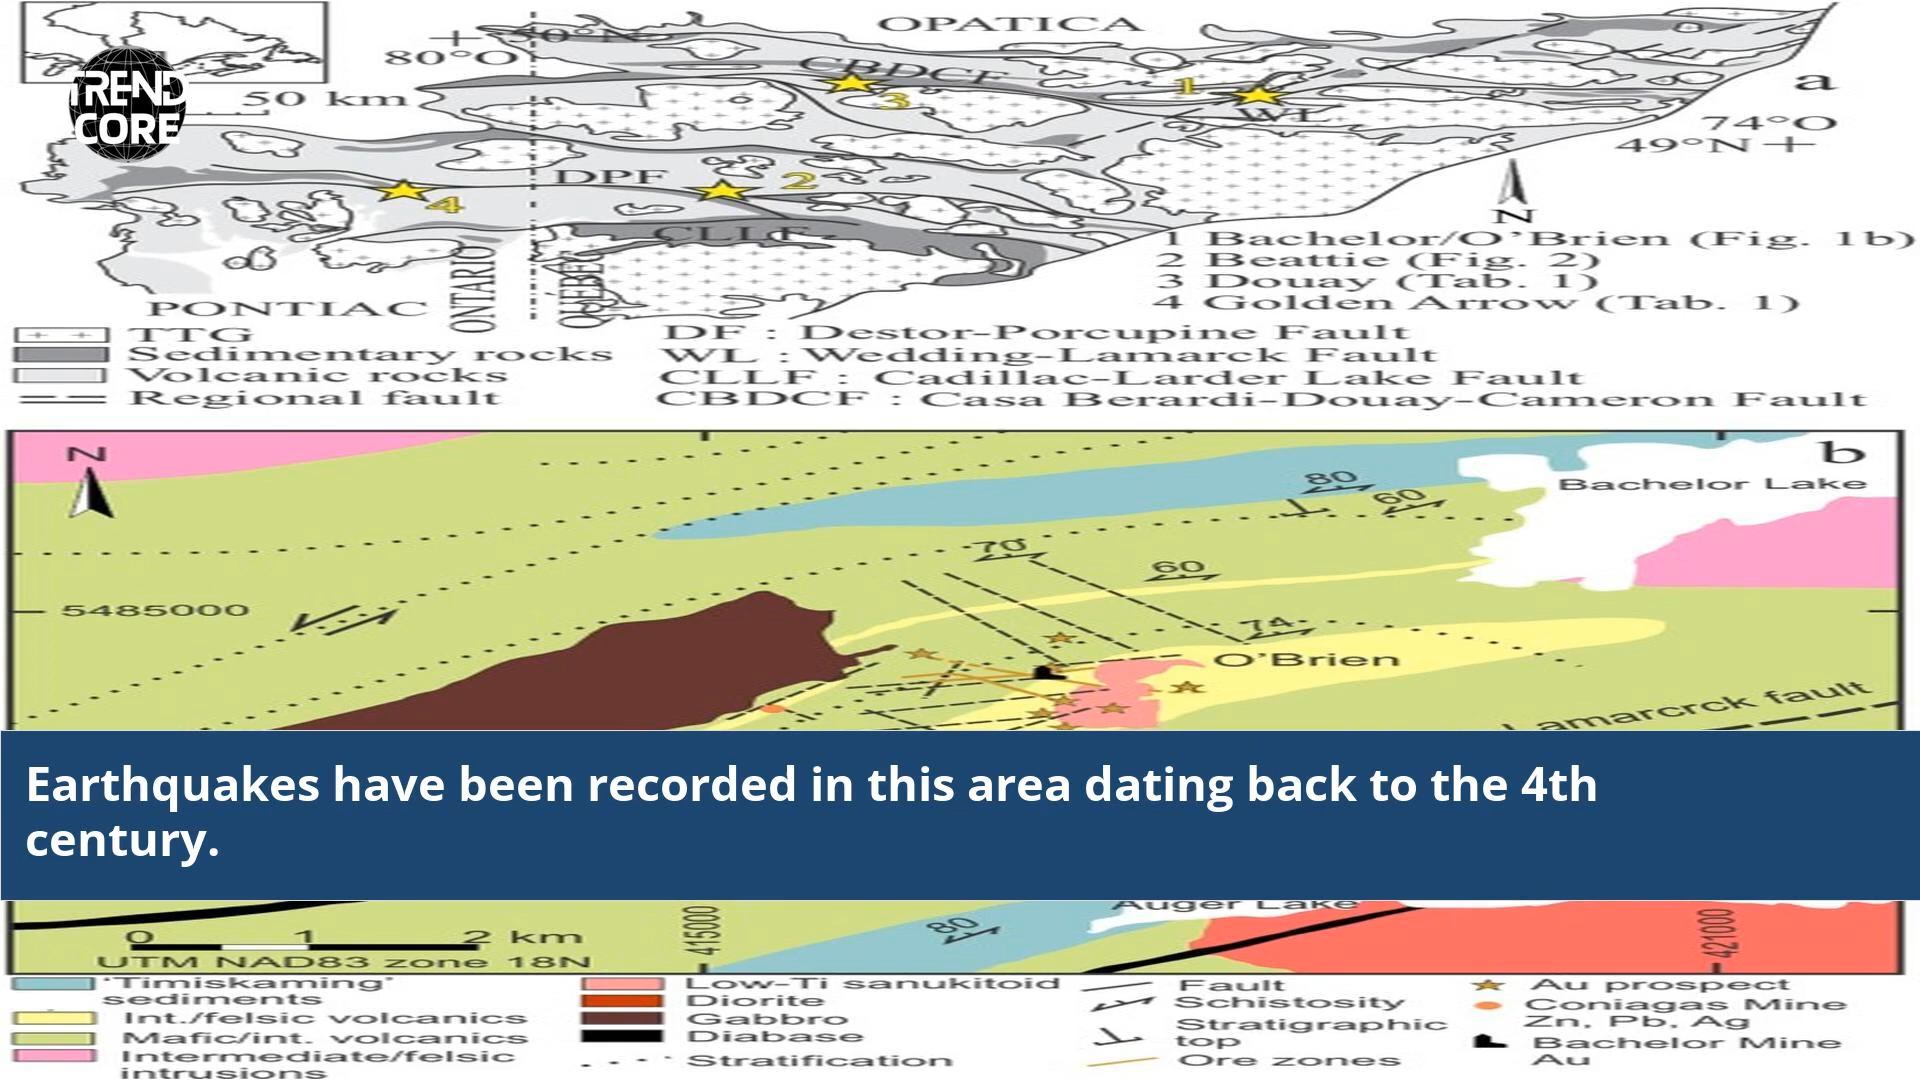 OPATICA
80°O
50°N
TREND
CORE
50 km
CBDCF
3
1
WL
a
74°O
49°N
DPF
2
4
CLLF
N
PONTIAC
ONTARIO
QUÉBEC
1 Bachelor/O'Brien (Fig. 1b)
2 Beattie (Fig. 2)
3 Douay (Tab. 1)
4 Golden Arrow (Tab. 1)
TTG
Sedimentary rocks
Volcanic rocks
Regional fault
DF : Destor-Porcupine Fault
WL : Wedding-Lamarck Fault
CLLF : Cadillac-Larder Lake Fault
CBDCF : Casa Berardi-Douay-Cameron Fault
N
b
Bachelor Lake
80
60
70
60
5485000
74
O'Brien
Lamarcrck fault
Earthquakes have been recorded in this area dating back to the 4th
century.
Auger Lake
80
415000
421000
0 1 2 km
UTM NAD83 zone 18N
'Timiskaming'
sediments
Int./felsic volcanics
Mafic/int. volcanics
Intermediate/felsic
intrusions
Low-Ti sanukitoid
Diorite
Gabbro
Diabase
Stratification
Fault
Schistosity
Stratigraphic
top
Ore zones
Au prospect
Coniagas Mine
Zn, Pb, Ag
Bachelor Mine
Au